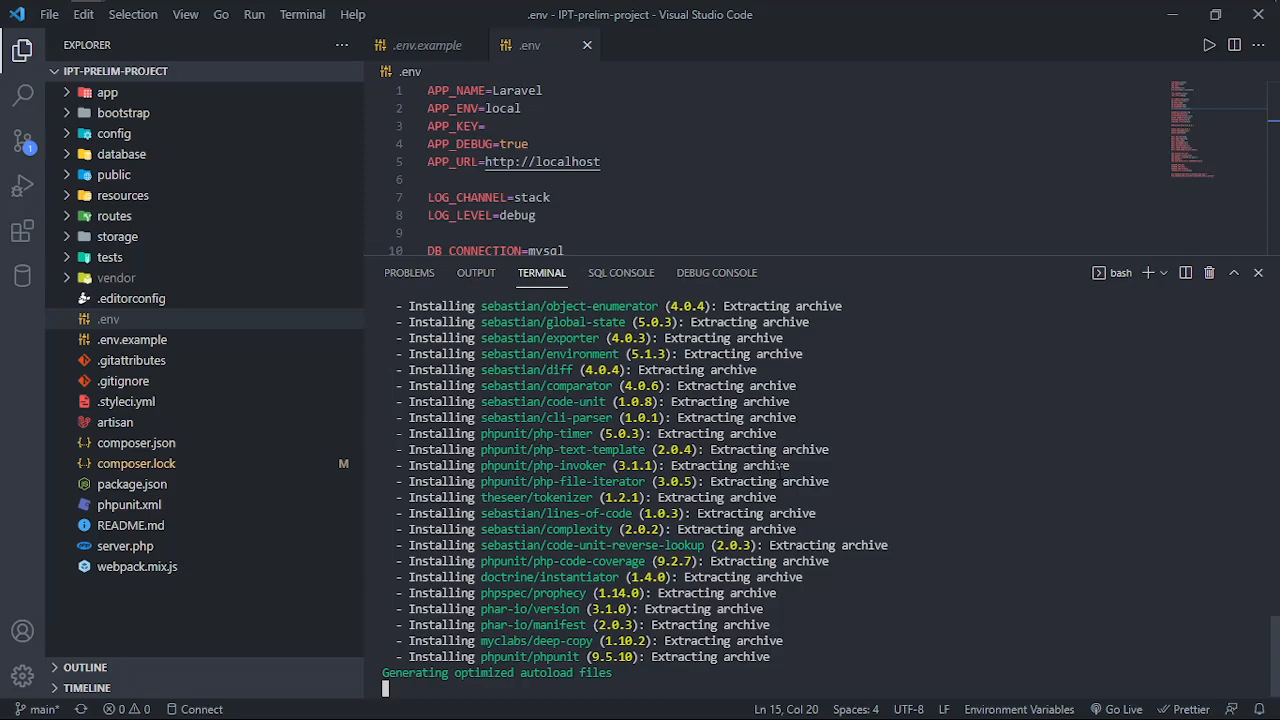 File Edit Selection View Go Run Terminal Help
.env - IPT-prelim-project - Visual Studio Code
EXPLORER
IPT-PRELIM-PROJECT
app
bootstrap
config
database
public
resources
routes
storage
tests
vendor
.editorconfig
.env
.env.example
.gitattributes
.gitignore
.styleci.yml
artisan
composer.json
composer.lock M
package.json
phpunit.xml
README.md
server.php
webpack.mix.js
OUTLINE
TIMELINE
1
.env.example
.env
.env
1 APP_NAME=Laravel
2 APP_ENV=local
3 APP_KEY=
4 APP_DEBUG=true
5 APP_URL=http://localhost
6
7 LOG_CHANNEL=stack
8 LOG_LEVEL=debug
9
10 DB_CONNECTION=mysql
PROBLEMS OUTPUT TERMINAL SQL CONSOLE DEBUG CONSOLE
bash
- Installing sebastian/object-enumerator (4.0.4): Extracting archive
- Installing sebastian/global-state (5.0.3): Extracting archive
- Installing sebastian/exporter (4.0.3): Extracting archive
- Installing sebastian/environment (5.1.3): Extracting archive
- Installing sebastian/diff (4.0.4): Extracting archive
- Installing sebastian/comparator (4.0.6): Extracting archive
- Installing sebastian/code-unit (1.0.8): Extracting archive
- Installing sebastian/cli-parser (1.0.1): Extracting archive
- Installing phpunit/php-timer (5.0.3): Extracting archive
- Installing phpunit/php-text-template (2.0.4): Extracting archive
- Installing phpunit/php-invoker (3.1.1): Extracting archive
- Installing phpunit/php-file-iterator (3.0.5): Extracting archive
- Installing theseer/tokenizer (1.2.1): Extracting archive
- Installing sebastian/lines-of-code (1.0.3): Extracting archive
- Installing sebastian/complexity (2.0.2): Extracting archive
- Installing sebastian/code-unit-reverse-lookup (2.0.3): Extracting archive
- Installing phpunit/php-code-coverage (9.2.7): Extracting archive
- Installing doctrine/instantiator (1.4.0): Extracting archive
- Installing phpspec/prophecy (1.14.0): Extracting archive
- Installing phar-io/version (3.1.0): Extracting archive
- Installing phar-io/manifest (2.0.3): Extracting archive
- Installing myclabs/deep-copy (1.10.2): Extracting archive
- Installing phpunit/phpunit (9.5.10): Extracting archive
Generating optimized autoload files
main* 0 0 Connect Ln 15, Col 20 Spaces: 4 UTF-8 LF Environment Variables Go Live Prettier